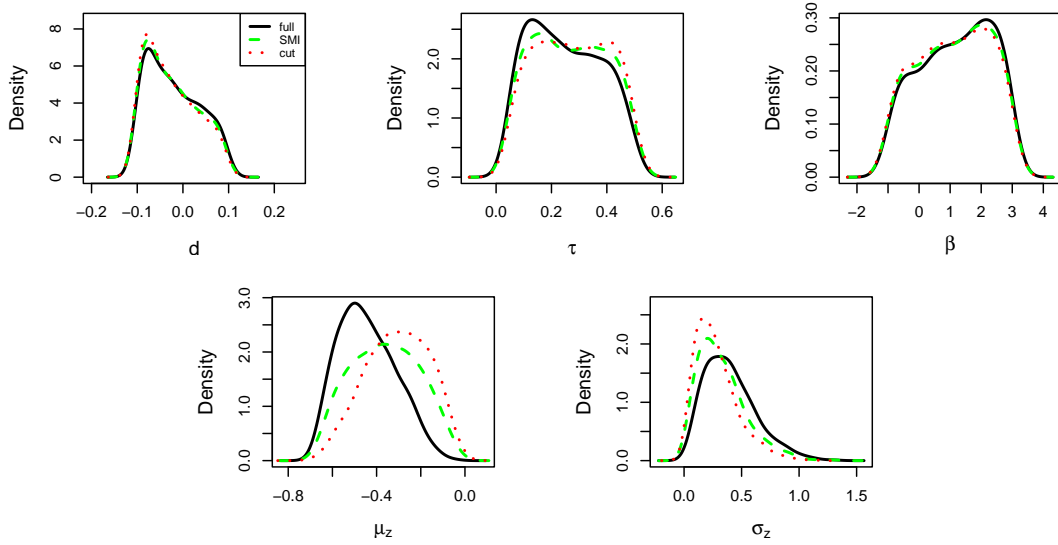 full
SMI
cut
Density
0 2 4 6 8
−0.2 −0.1 0.0 0.1 0.2
d
Density
0.0 1.0 2.0
0.0 0.2 0.4 0.6
τ
Density
0.00 0.10 0.20 0.30
−2 0 1 2 3 4
β
Density
0.0 1.0 2.0 3.0
−0.8 −0.4 0.0
μz
Density
0.0 1.0 2.0
0.0 0.5 1.0 1.5
σz